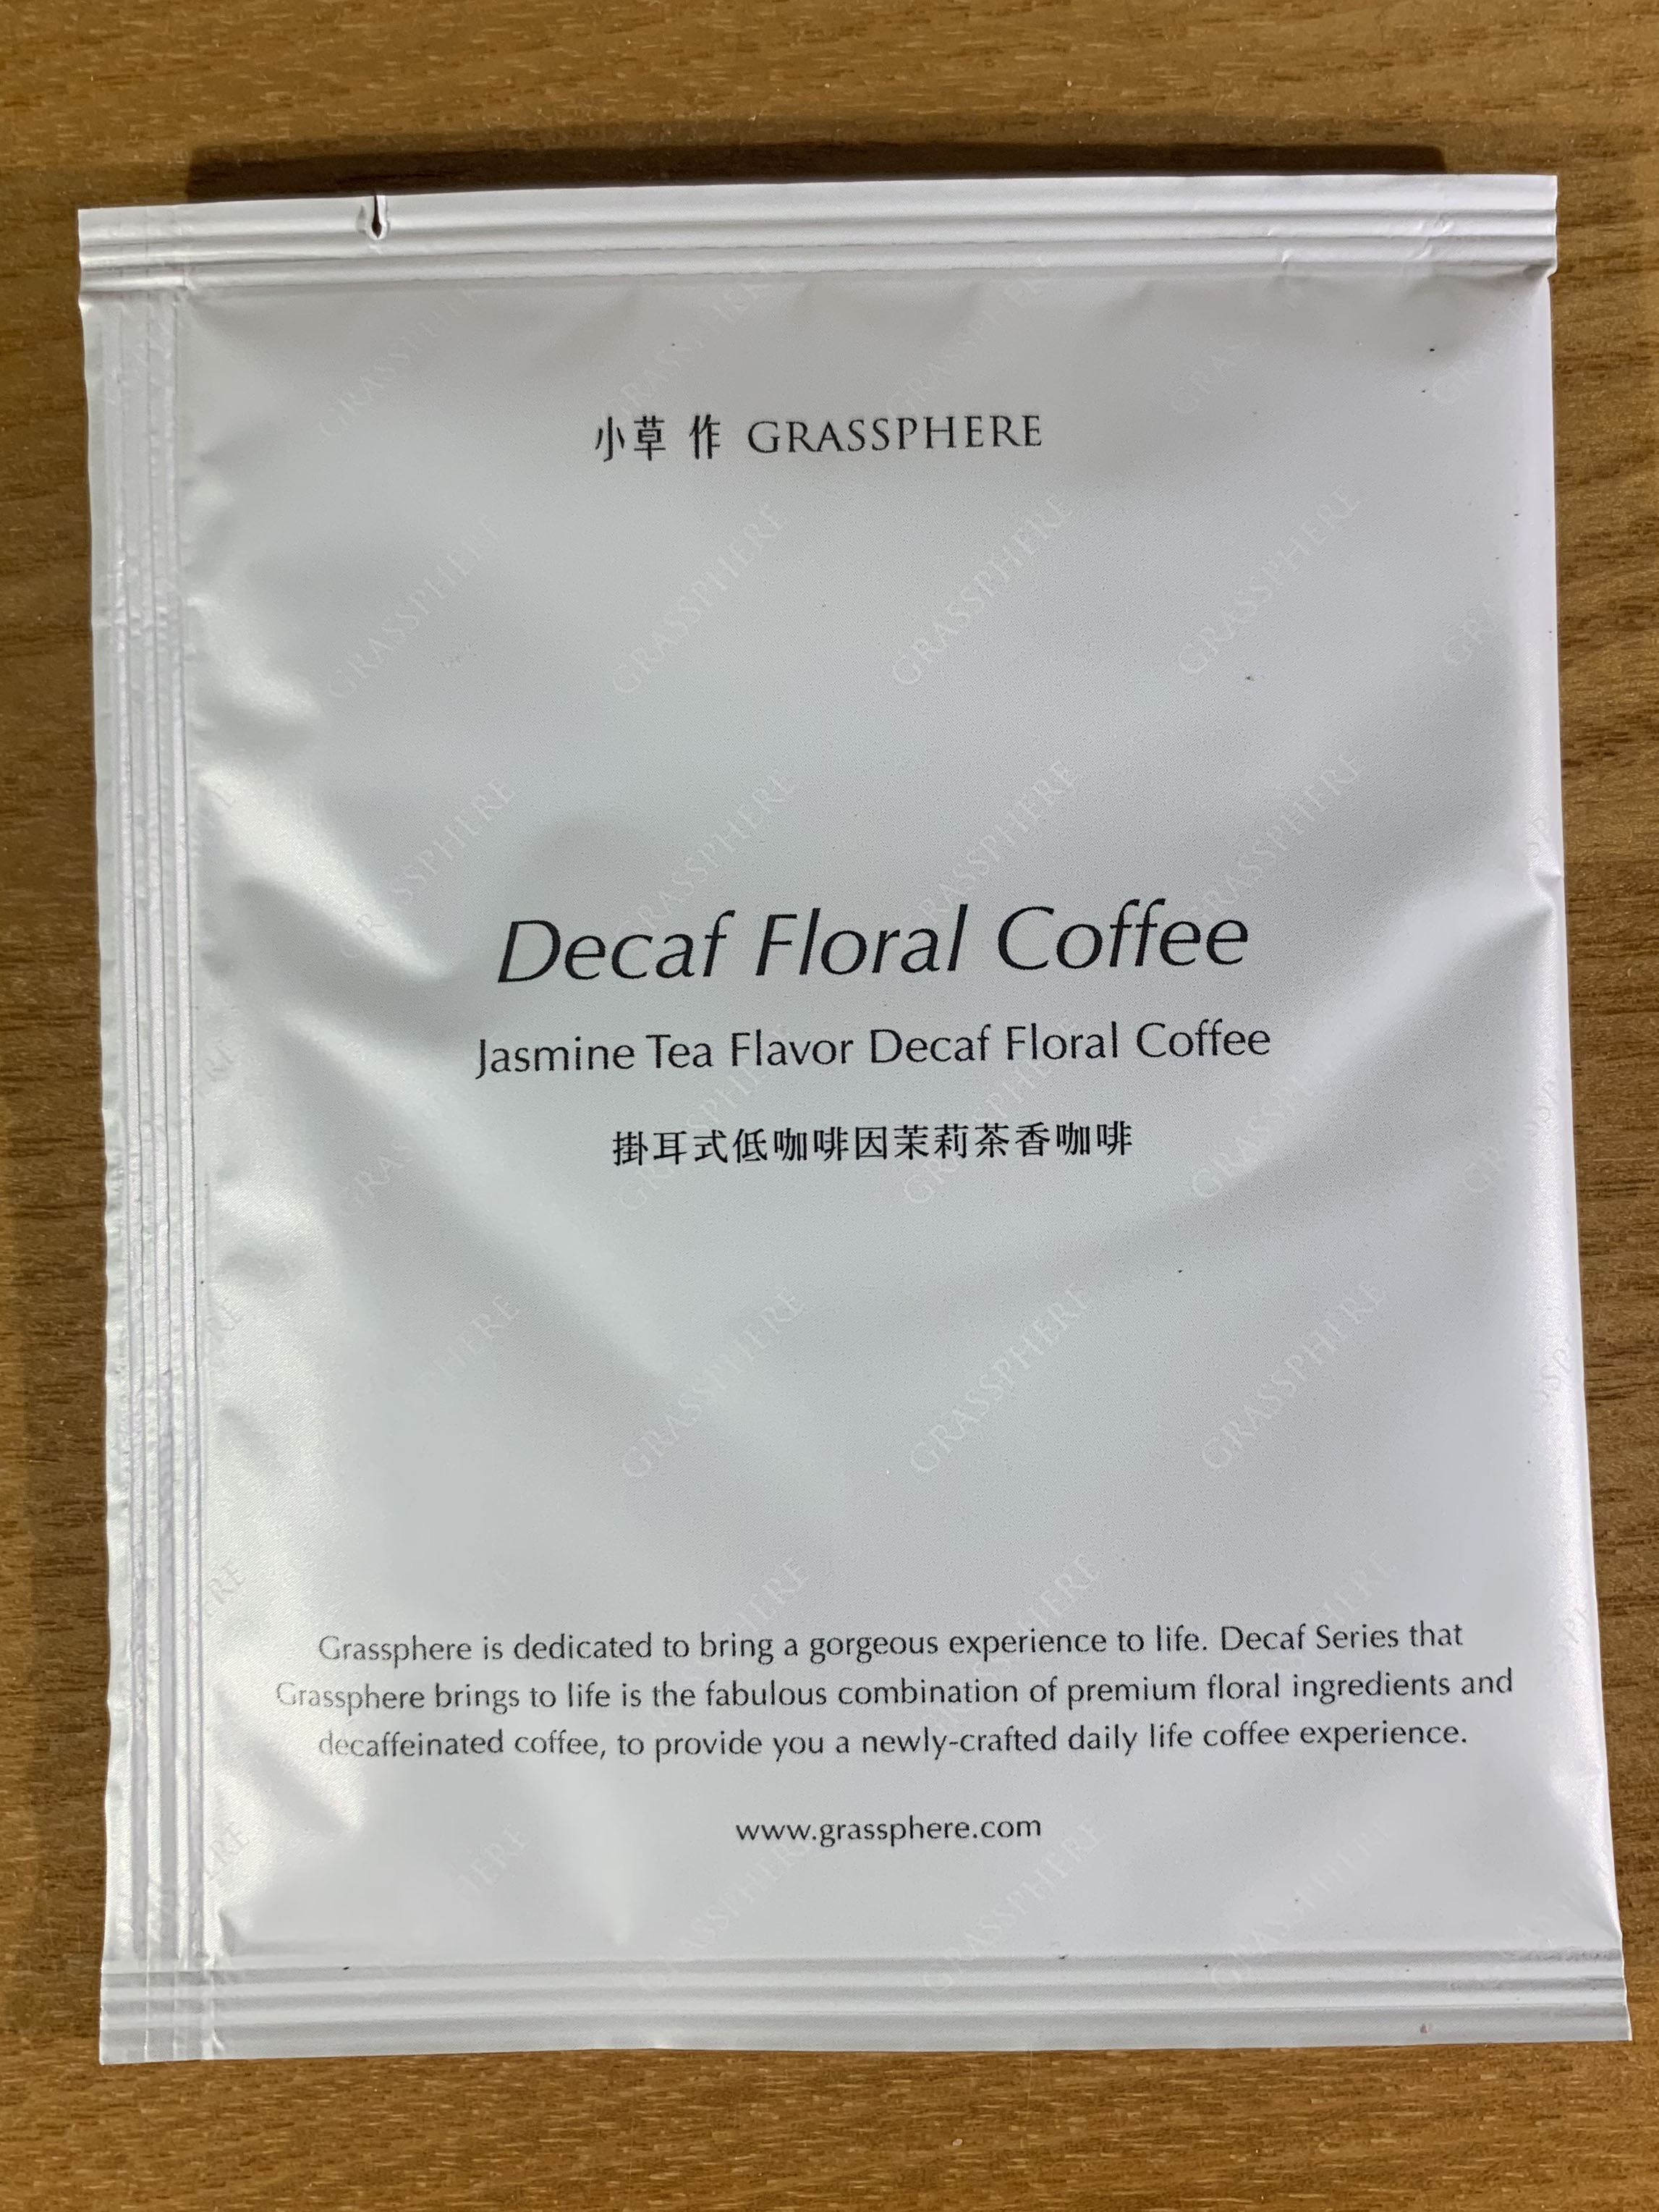 小草 作 GRASSPHERE
Decaf Floral Coffee
Jasmine Tea Flavor Decaf Floral Coffee
掛耳式低咖啡因茉莉茶香咖啡
Grassphere is dedicated to bring a gorgeous experience to life. Decaf Series that
Grassphere brings to life is the fabulous combination of premium floral ingredients and
decaffeinated coffee, to provide you a newly-crafted daily life coffee experience.
www.grassphere.com